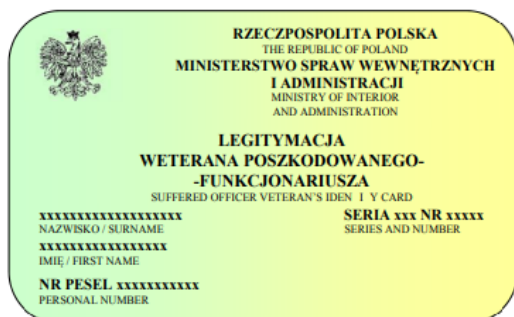 RZECZPOSPOLITA POLSKA
THE REPUBLIC OF POLAND
MINISTERSTWO SPRAW WEWNĘTRZNYCH
I ADMINISTRACJI
MINISTRY OF INTERIOR
AND ADMINISTRATION
LEGITYMACJA
WETERANA POSZKODOWANEGO-
-FUNKCJONARIUSZA
SUFFERED OFFICER VETERAN'S IDEN I Y CARD
xxxxxxxxxxxxxxxxxxx SERIA xxx NR xxxxx
NAZWISKO / SURNAME SERIES AND NUMBER
xxxxxxxxxxxxxxxxx
IMIĘ / FIRST NAME
NR PESEL xxxxxxxxxxx
PERSONAL NUMBER